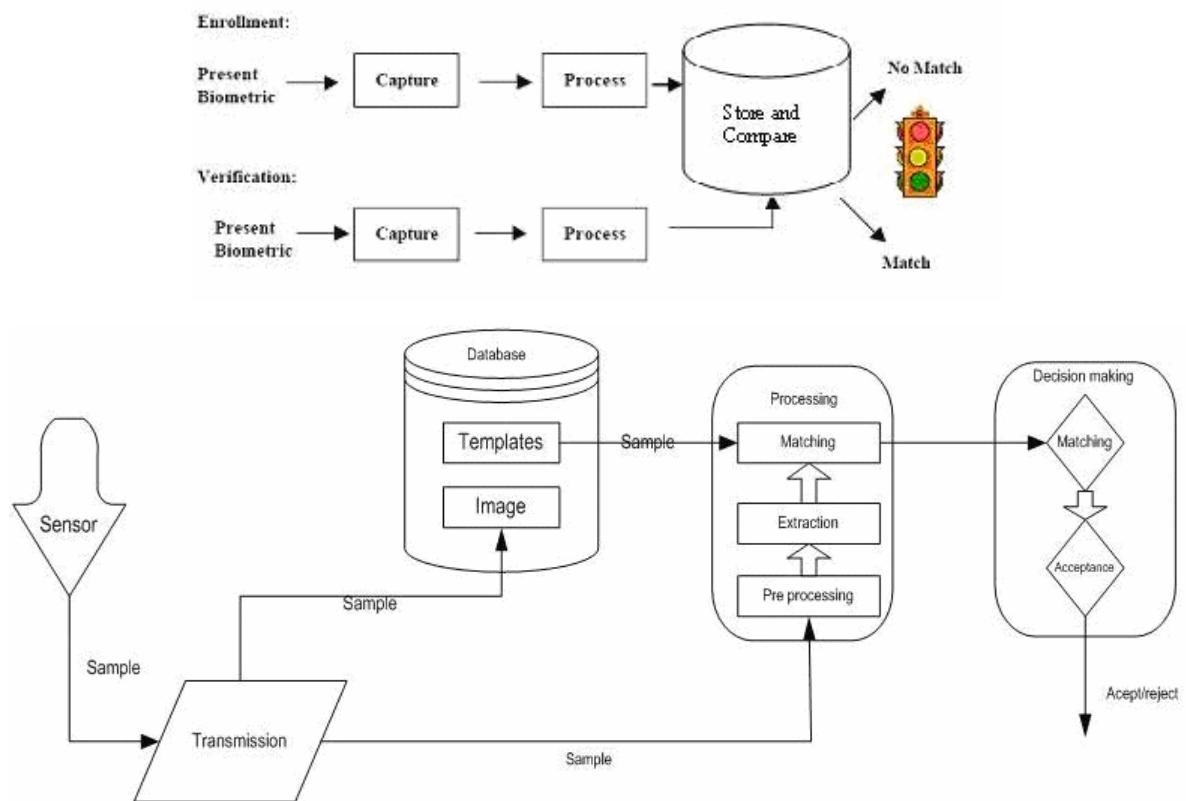 Enrollment:
Present
Biometric
Capture
Process
Store and
Compare
No Match
Verification:
Present
Biometric
Capture
Process
Match
Database
Templates
Image
Sample
Processing
Matching
Extraction
Pre processing
Decision making
Matching
Acceptance
Sensor
Sample
Sample
Transmission
Sample
Acept/reject